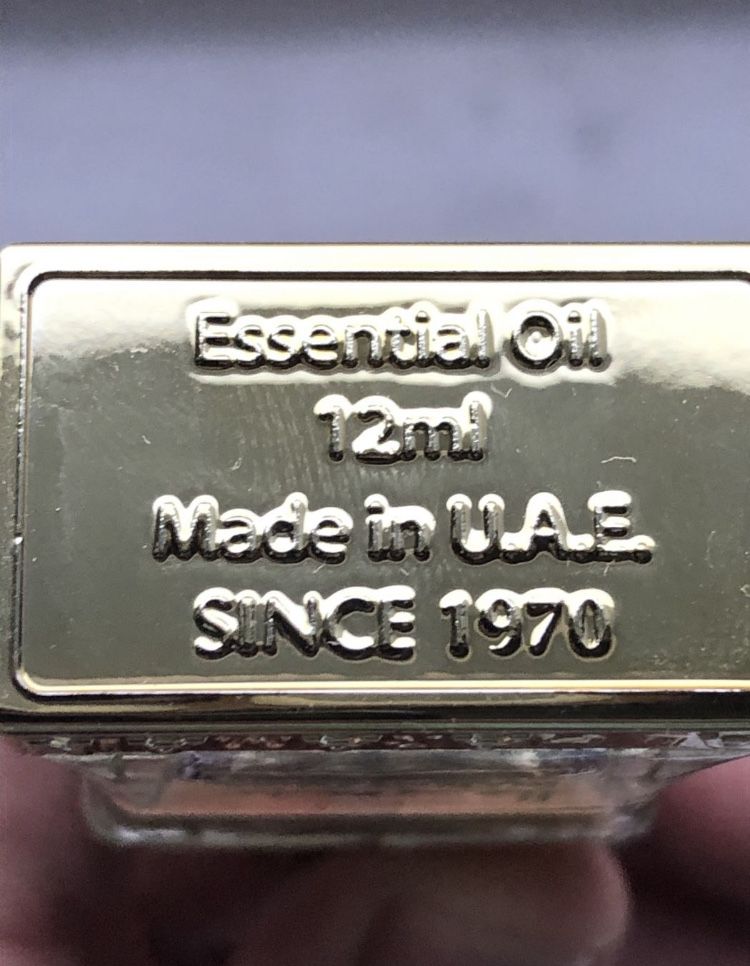 Essential Oil
12ml
Made in U.A.E.
SINCE 1970